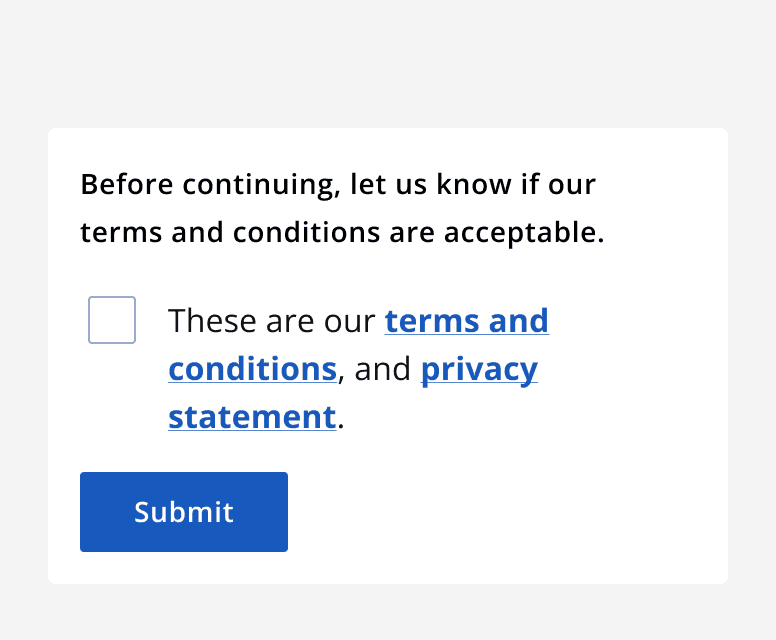 Before continuing, let us know if our
terms and conditions are acceptable.
These are our terms and
conditions, and privacy
statement.
Submit